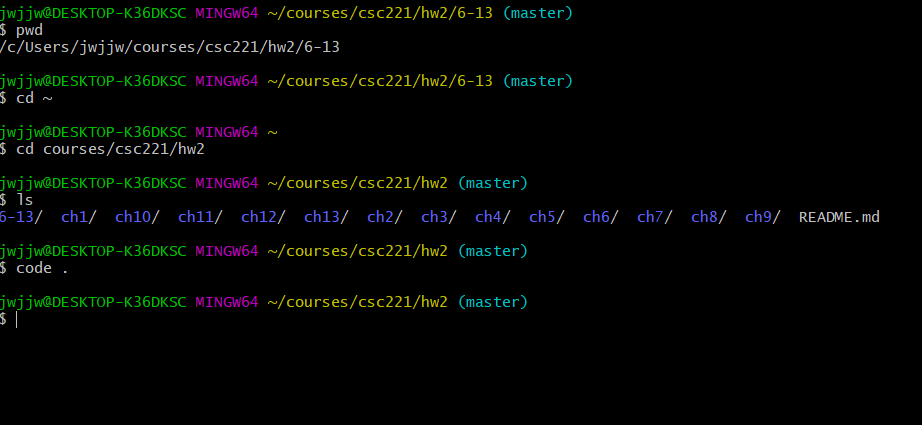 jwjjw@DESKTOP-K36DKSC MINGW64 ~/courses/csc221/hw2/6-13 (master)
$ pwd
/c/Users/jwjjw/courses/csc221/hw2/6-13
jwjjw@DESKTOP-K36DKSC MINGW64 ~/courses/csc221/hw2/6-13 (master)
$ cd ~
jwjjw@DESKTOP-K36DKSC MINGW64 ~
$ cd courses/csc221/hw2
jwjjw@DESKTOP-K36DKSC MINGW64 ~/courses/csc221/hw2 (master)
$ ls
6-13/  ch1/  ch10/  ch11/  ch12/  ch13/  ch2/  ch3/  ch4/  ch5/  ch6/  ch7/  ch8/  ch9/  README.md
jwjjw@DESKTOP-K36DKSC MINGW64 ~/courses/csc221/hw2 (master)
$ code .
jwjjw@DESKTOP-K36DKSC MINGW64 ~/courses/csc221/hw2 (master)
$